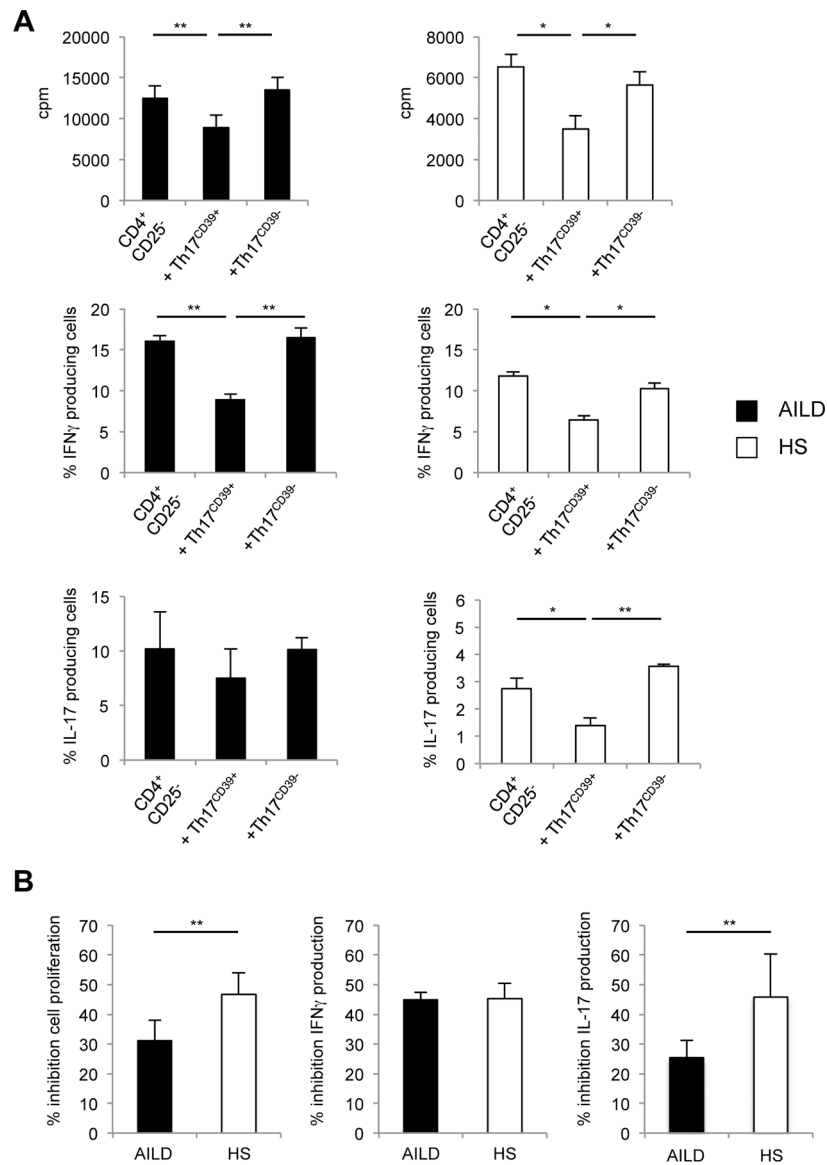 A
** **
* *
20000
15000
10000
5000
0
cpm
CD4+
CD25-
+ Th17CD39+
+Th17CD39-
8000
6000
4000
2000
0
cpm
CD4+
CD25-
+ Th17CD39+
+Th17CD39-
** **
20
15
10
5
0
% IFNγ producing cells
CD4+
CD25-
+ Th17CD39+
+Th17CD39-
* *
20
15
10
5
0
% IFNγ producing cells
CD4+
CD25-
+ Th17CD39+
+Th17CD39-
AILD
HS
15
10
5
0
% IL-17 producing cells
CD4+
CD25-
+ Th17CD39+
+Th17CD39-
* **
6
5
4
3
2
1
0
% IL-17 producing cells
CD4+
CD25-
+ Th17CD39+
+Th17CD39-
B
**
70
60
50
40
30
20
10
0
% inhibition cell proliferation
AILD HS
70
60
50
40
30
20
10
0
% inhibition IFNγ production
AILD HS
**
70
60
50
40
30
20
10
0
% inhibition IL-17 production
AILD HS